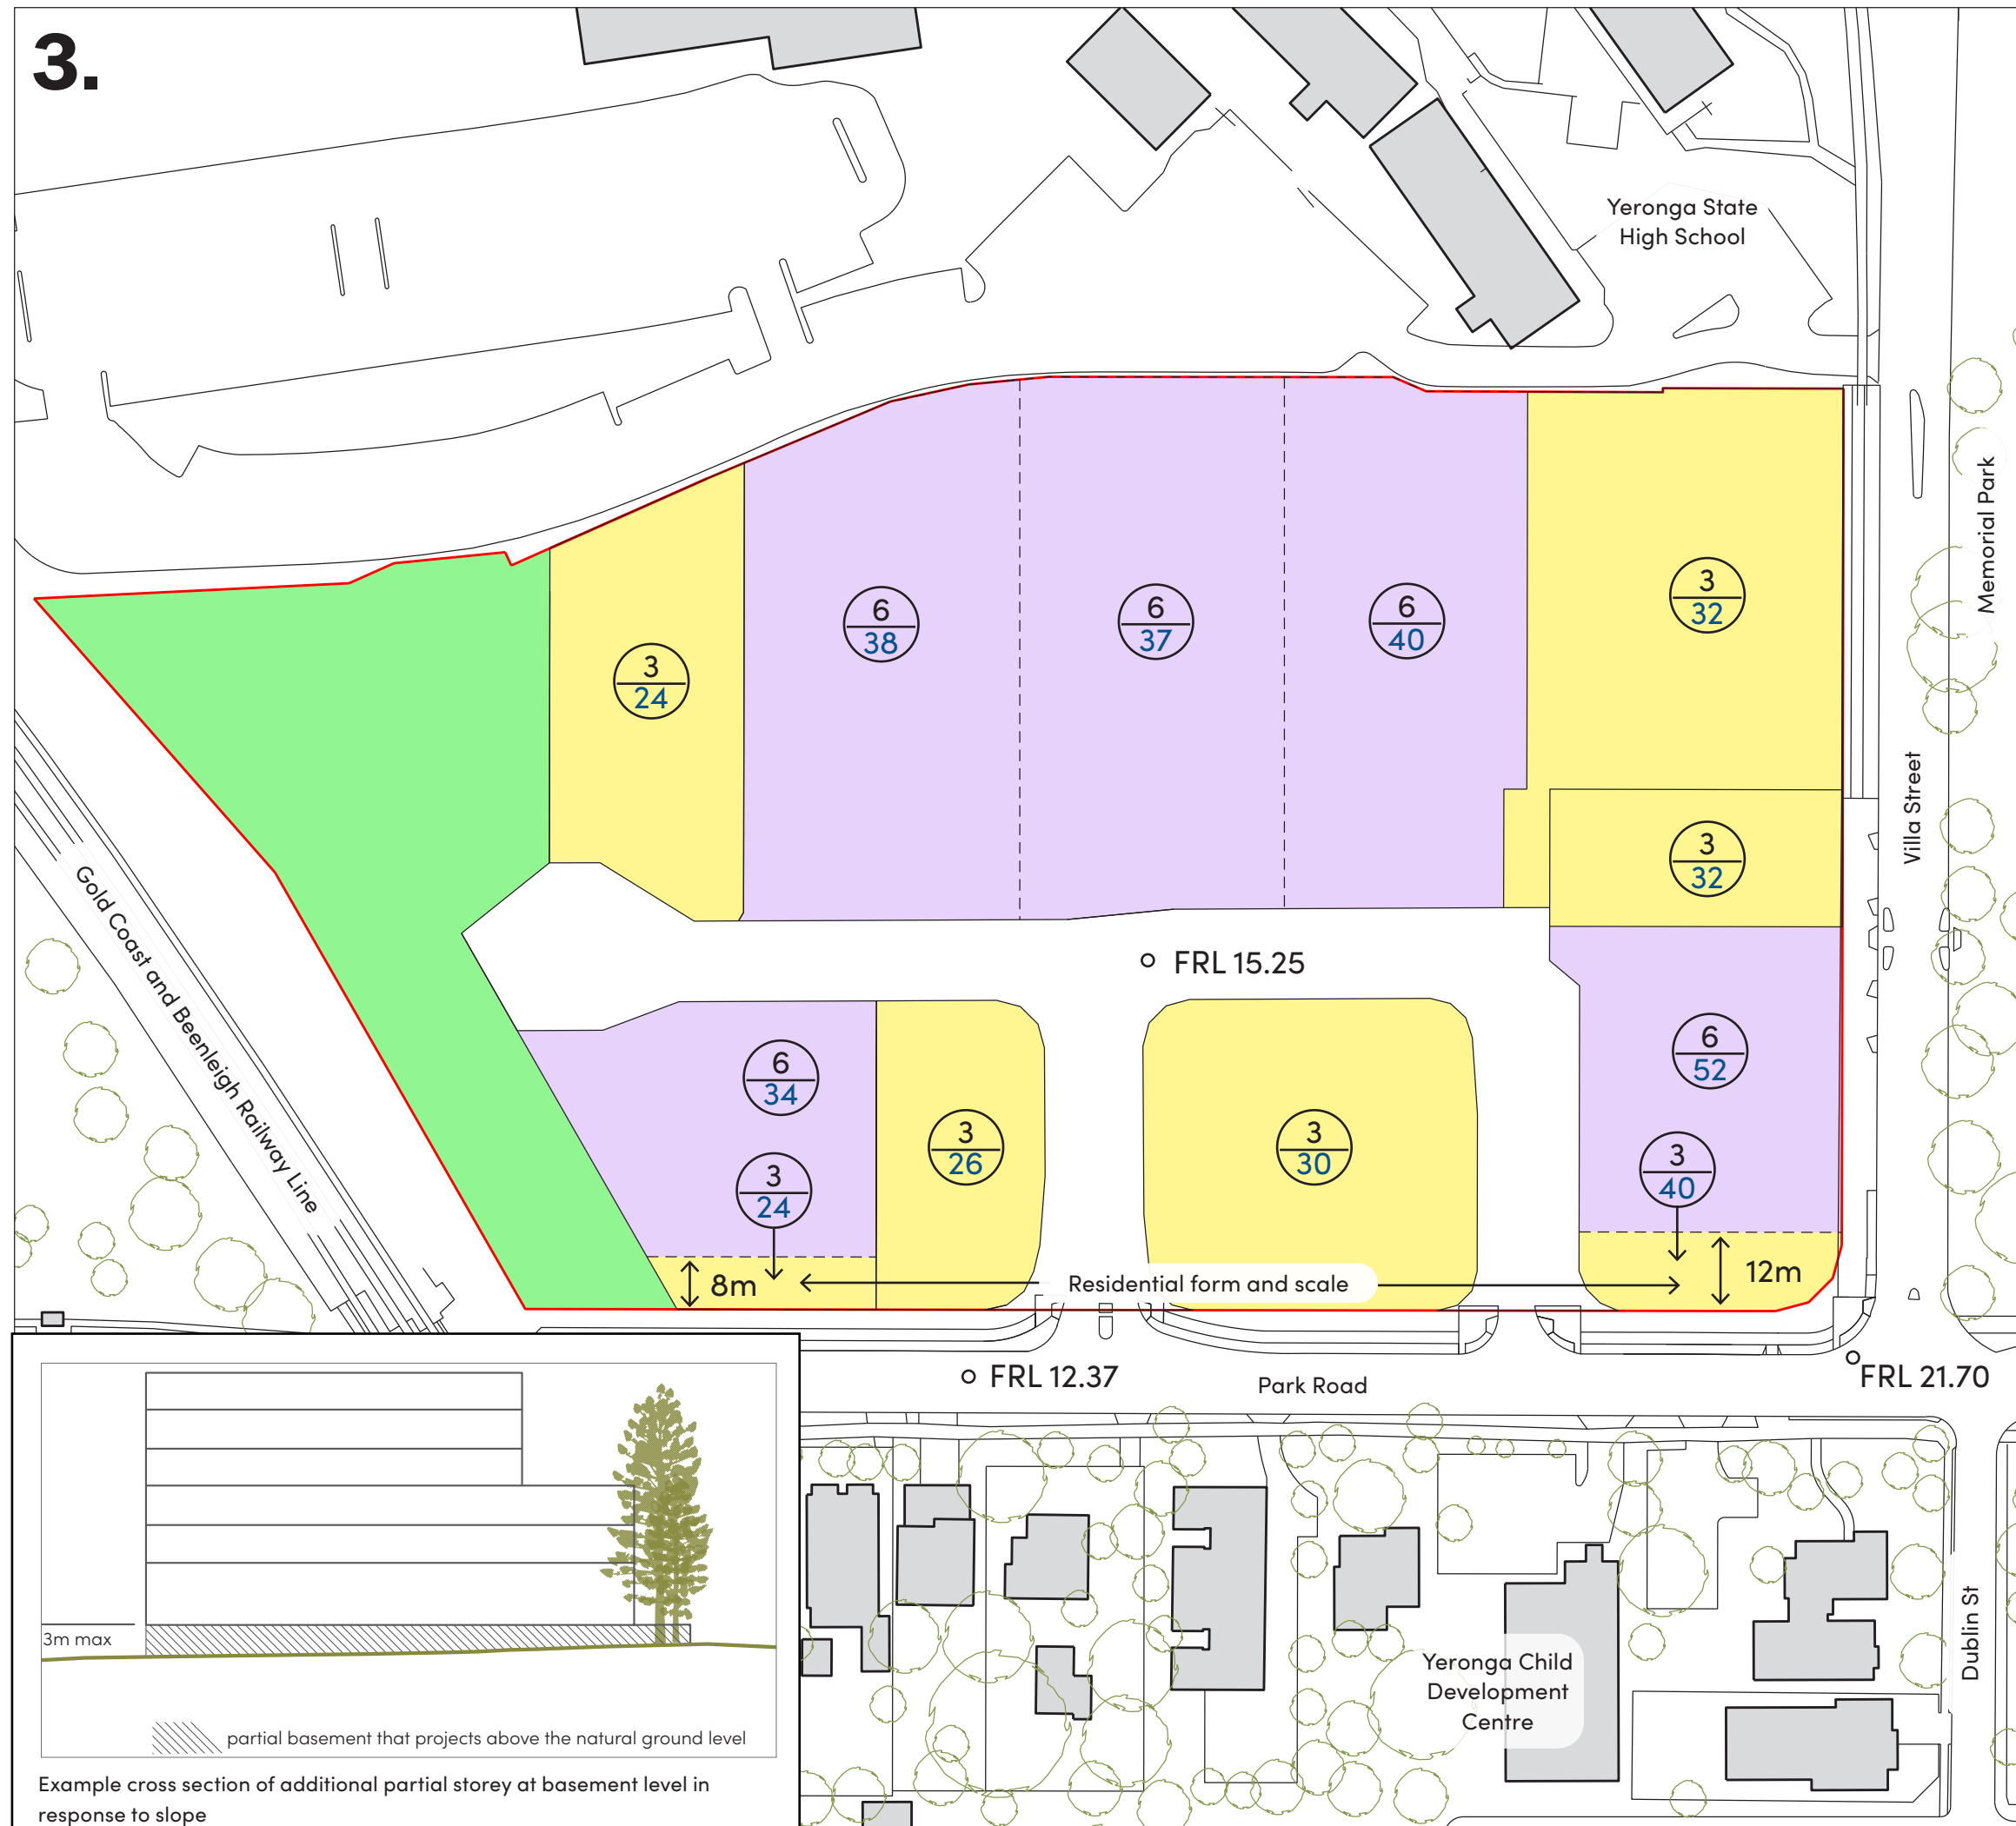 3.
Yeronga State
High School
Memorial Park
3
24
6
38
6
37
6
40
3
32
3
32
Villa Street
Gold Coast and Beenleigh Railway Line
FRL 15.25
6
34
3
24
3
26
3
30
6
52
3
40
8m
Residential form and scale
12m
FRL 12.37
Park Road
FRL 21.70
3m max
partial basement that projects above the natural ground level
Example cross section of additional partial storey at basement level in
response to slope
Yeronga Child
Development
Centre
Dublin St